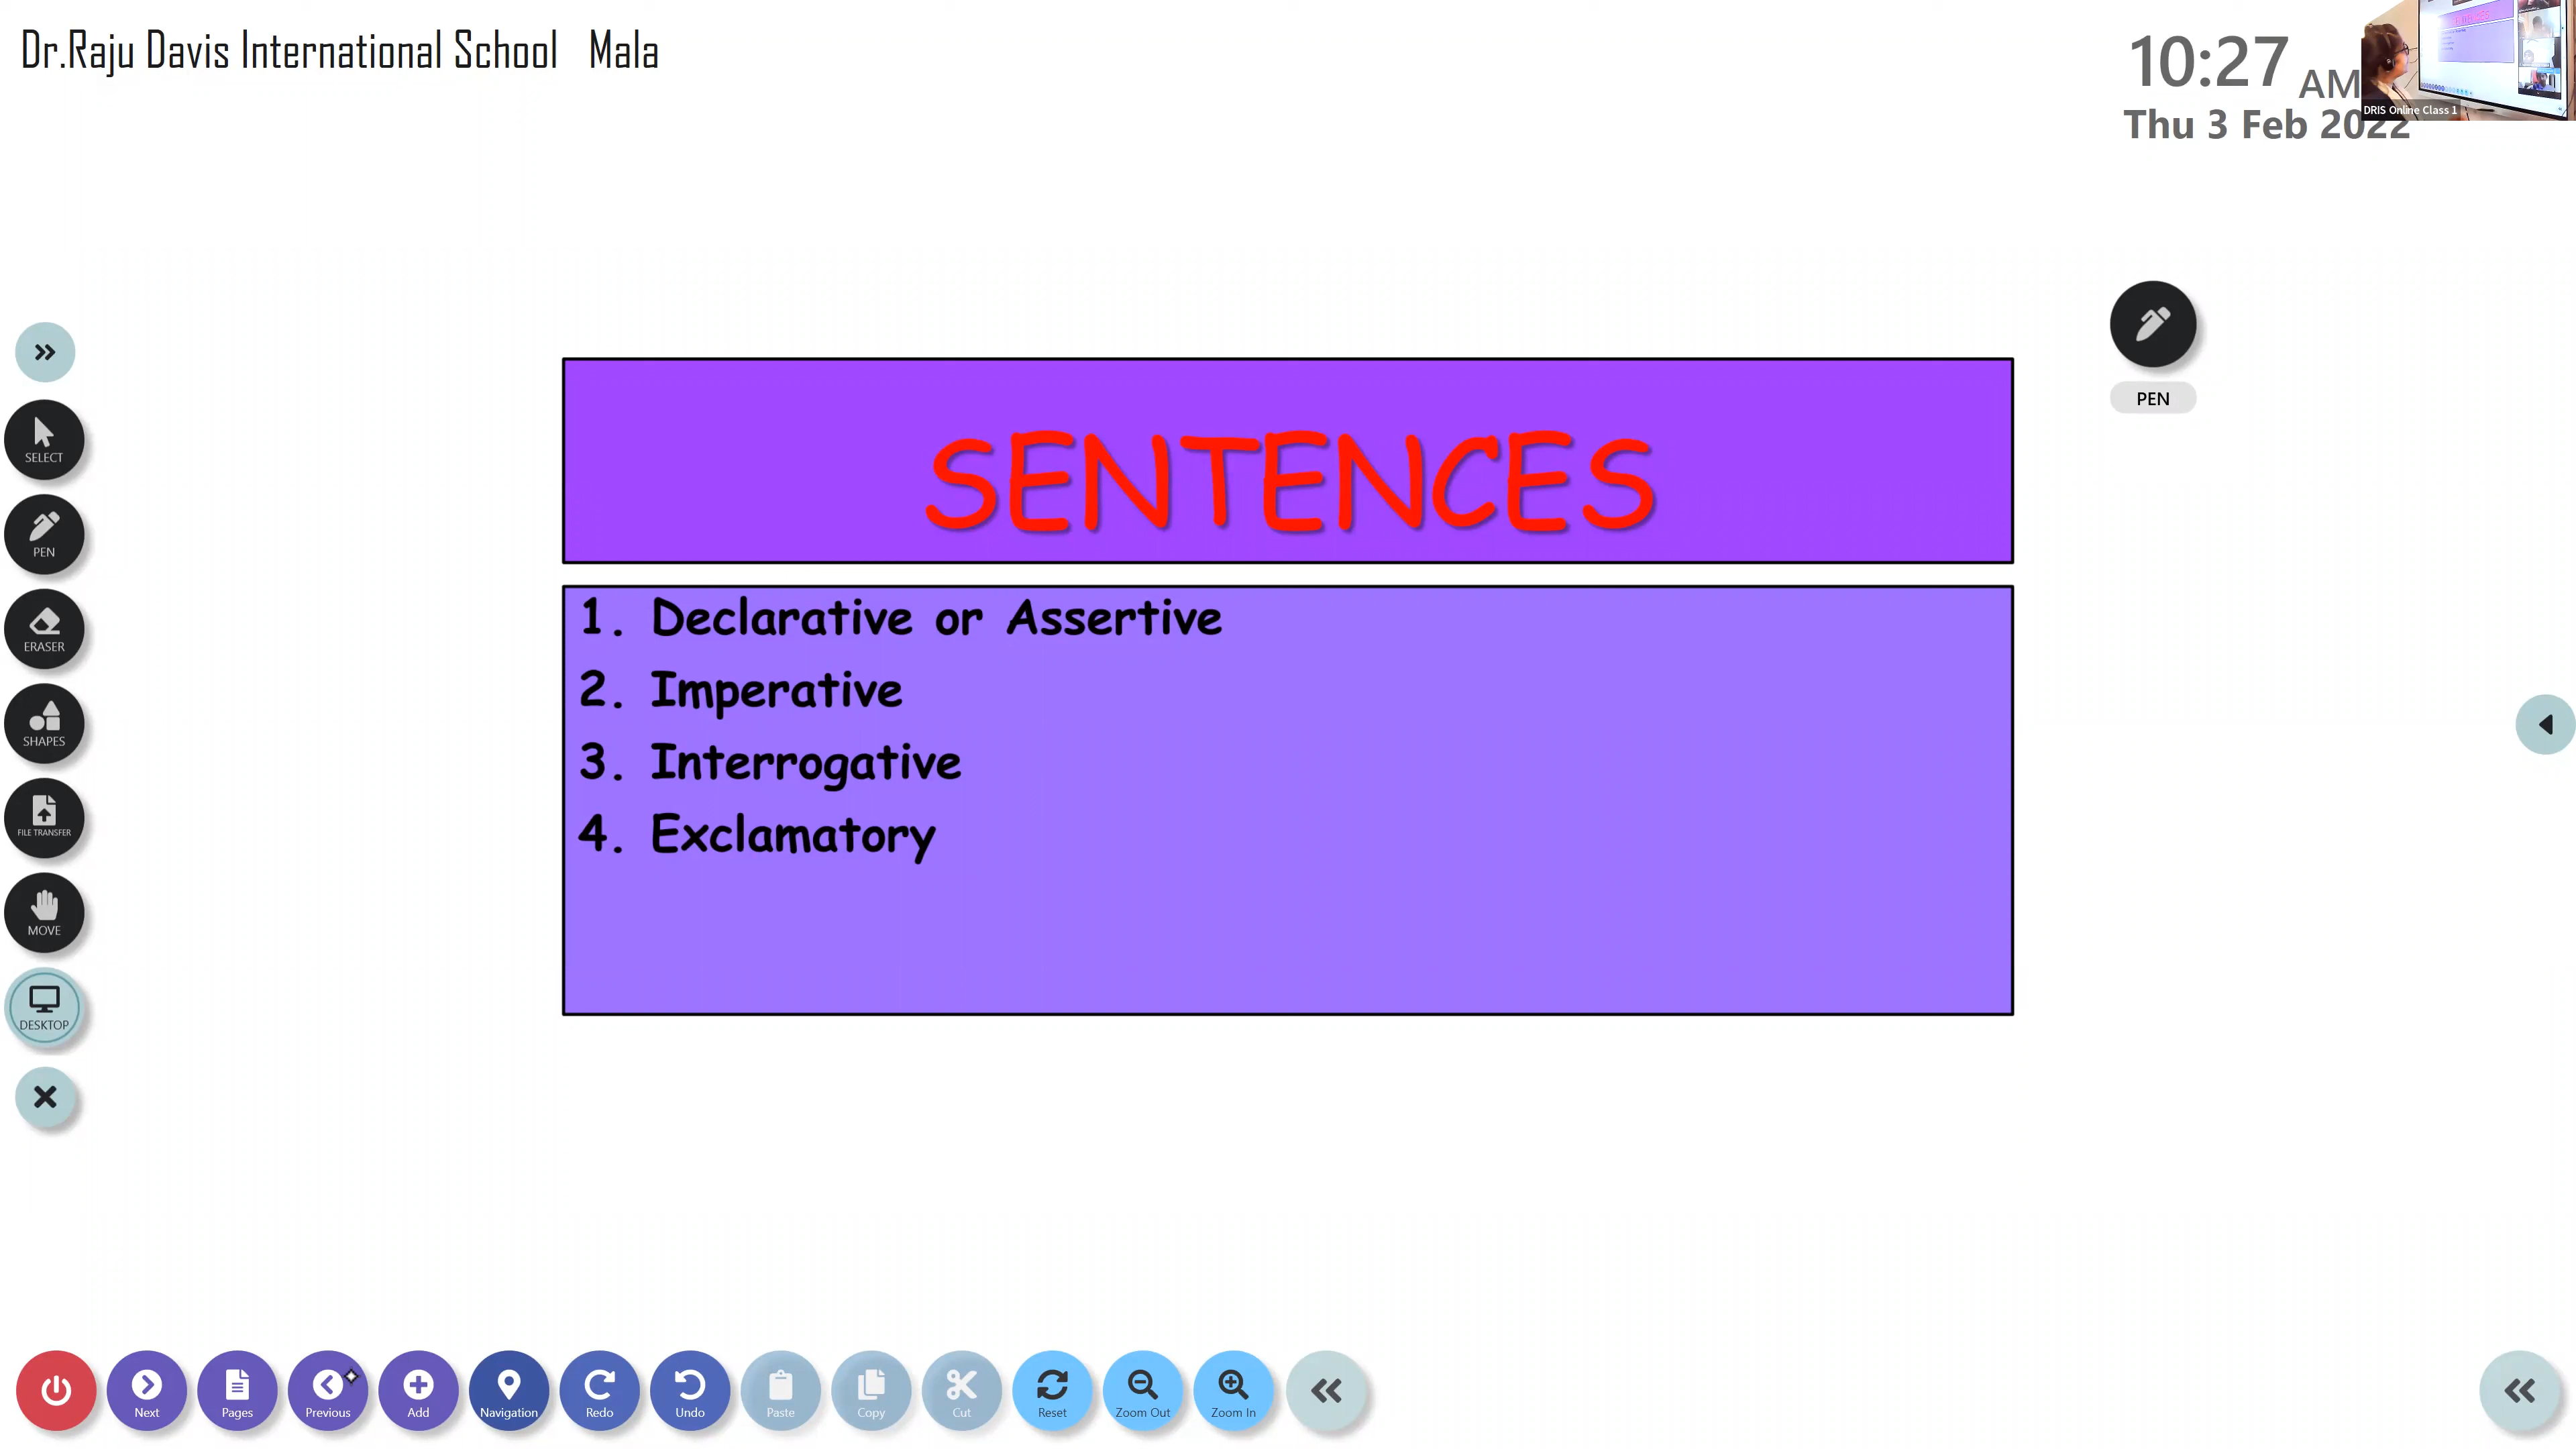 Dr.Raju Davis International School Mala
10:27 AM
Thu 3 Feb 2022
DRIS Online Class 1
PEN
SELECT
PEN
ERASER
SHAPES
FILE TRANSFER
MOVE
DESKTOP
SENTENCES
1. Declarative or Assertive
2. Imperative
3. Interrogative
4. Exclamatory
Next
Pages
Previous
Add
Navigation
Redo
Undo
Paste
Copy
Cut
Reset
Zoom Out
Zoom In